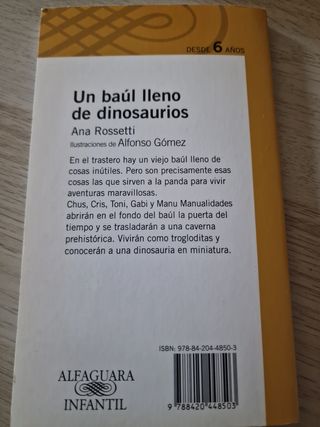 DESDE 6 AÑOS
Un baúl lleno
de dinosaurios
Ana Rossetti
Ilustraciones de Alfonso Gómez
En el trastero hay un viejo baúl lleno de
cosas inútiles. Pero son precisamente esas
cosas las que sirven a la panda para vivir
aventuras maravillosas.
Chus, Cris, Toni, Gabi y Manu Manualidades
abrirán en el fondo del baúl la puerta del
tiempo y se trasladarán a una caverna
prehistórica. Vivirán como trogloditas y
conocerán a una dinosauria en miniatura.
ISBN: 978-84-204-4850-3
ALFAGUARA
INFANTIL
9 788420 448503